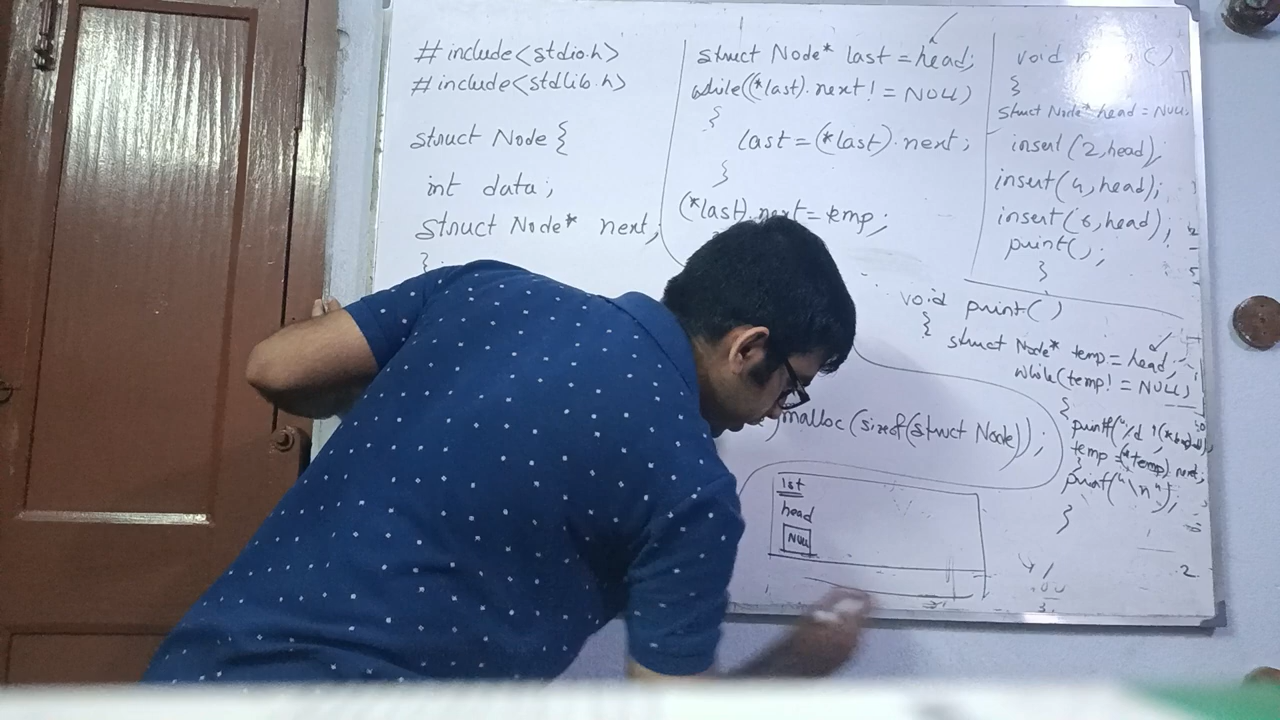 #include<stdio.h>
#include<stdlib.h>
struct Node {
int data;
struct Node* next;
};
struct Node* last = head;
while((*last).next != NULL)
{
last = (*last).next;
}
(*last).next = temp;
malloc(sizeof(struct Node));
void main()
{
struct Node* head = NULL;
insert(2,head);
insert(4,head);
insert(6,head);
print();
}
void print()
{ struct Node* temp = head;
while(temp != NULL)
{
printf("%d
temp = (*temp).next;
}
printf("\n");
}
1st
head
NULL